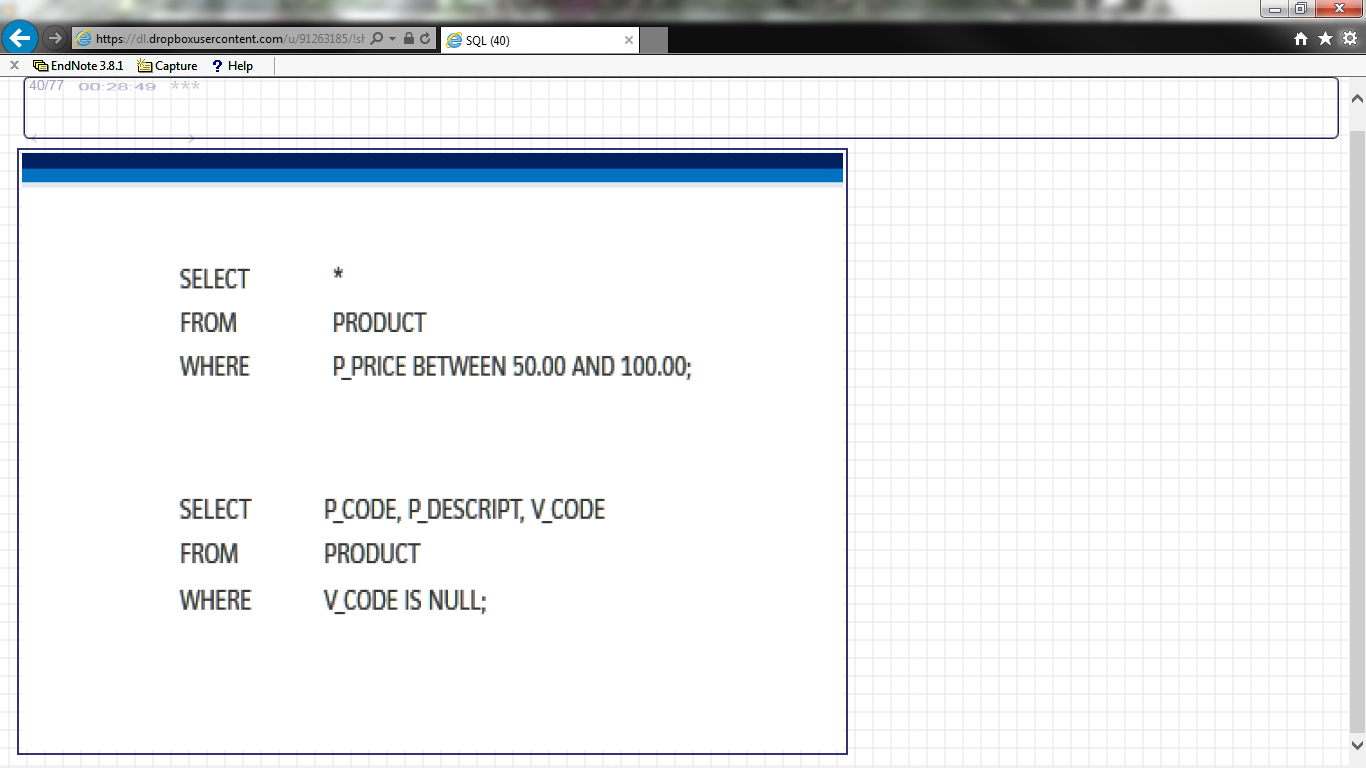 https://dl.dropboxusercontent.com/u/91263185/!sl
SQL (40)
x EndNote 3.8.1 Capture ? Help
40/77 00:28:49 ***
< >
SELECT *
FROM PRODUCT
WHERE P_PRICE BETWEEN 50.00 AND 100.00;
SELECT P_CODE, P_DESCRIPT, V_CODE
FROM PRODUCT
WHERE V_CODE IS NULL;